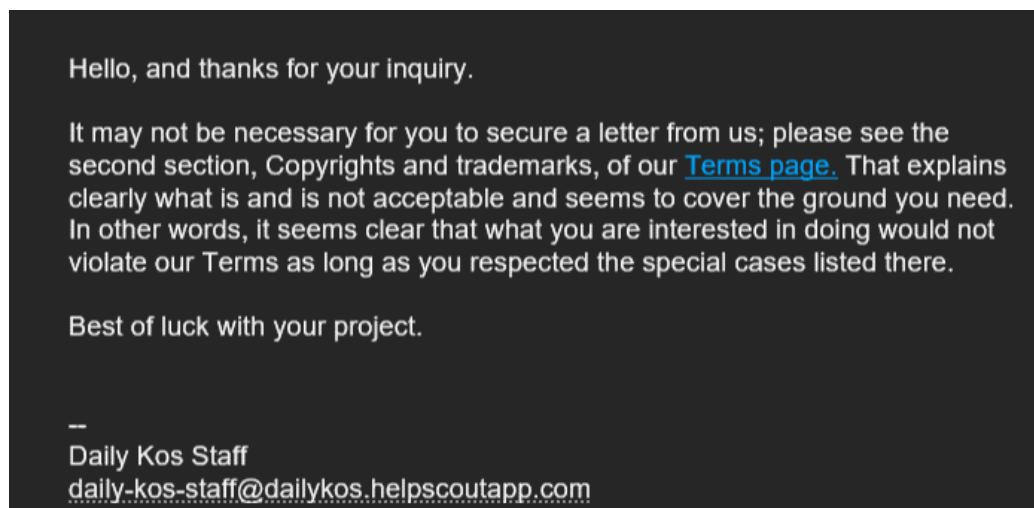 Hello, and thanks for your inquiry.
It may not be necessary for you to secure a letter from us; please see the
second section, Copyrights and trademarks, of our Terms page. That explains
clearly what is and is not acceptable and seems to cover the ground you need.
In other words, it seems clear that what you are interested in doing would not
violate our Terms as long as you respected the special cases listed there.
Best of luck with your project.
--
Daily Kos Staff
daily-kos-staff@dailykos.helpscoutapp.com